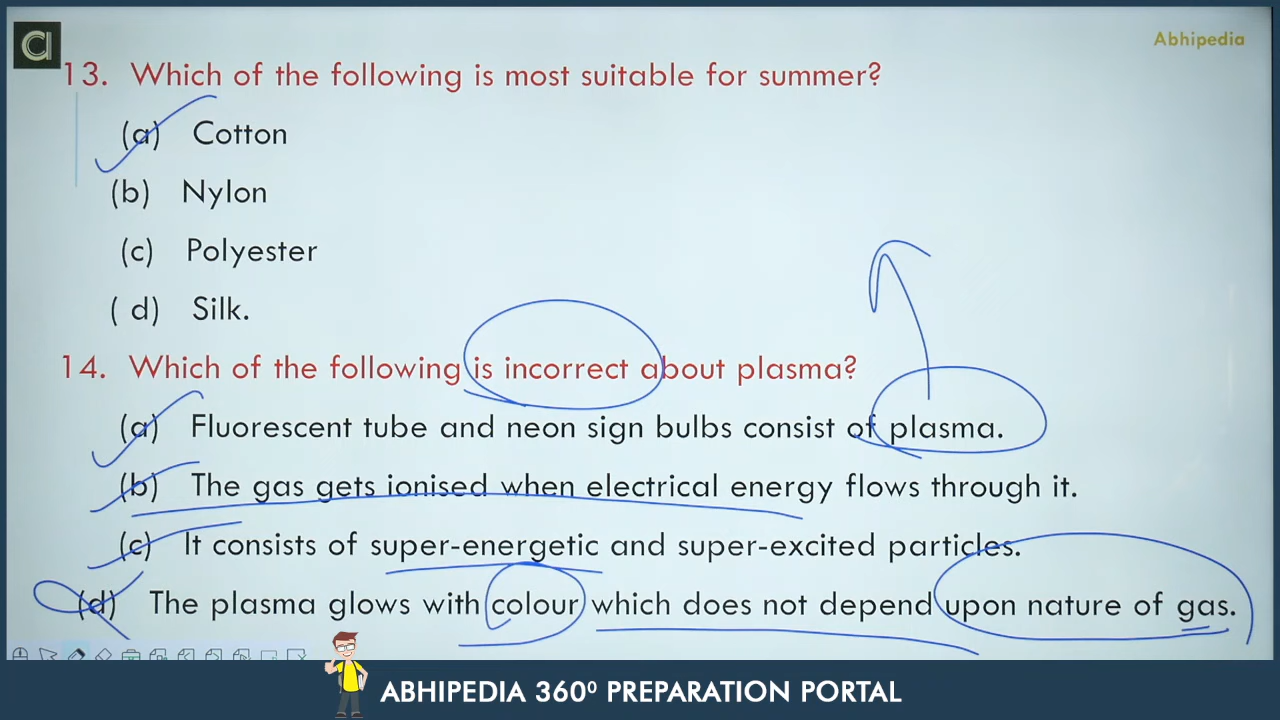 a
Abhipedia
13. Which of the following is most suitable for summer?
(a) Cotton
(b) Nylon
(c) Polyester
( d) Silk.
14. Which of the following is incorrect about plasma?
(a) Fluorescent tube and neon sign bulbs consist of plasma.
(b) The gas gets ionised when electrical energy flows through it.
(c) It consists of super-energetic and super-excited particles.
(d) The plasma glows with colour which does not depend upon nature of gas.
ABHIPEDIA 360⁰ PREPARATION PORTAL